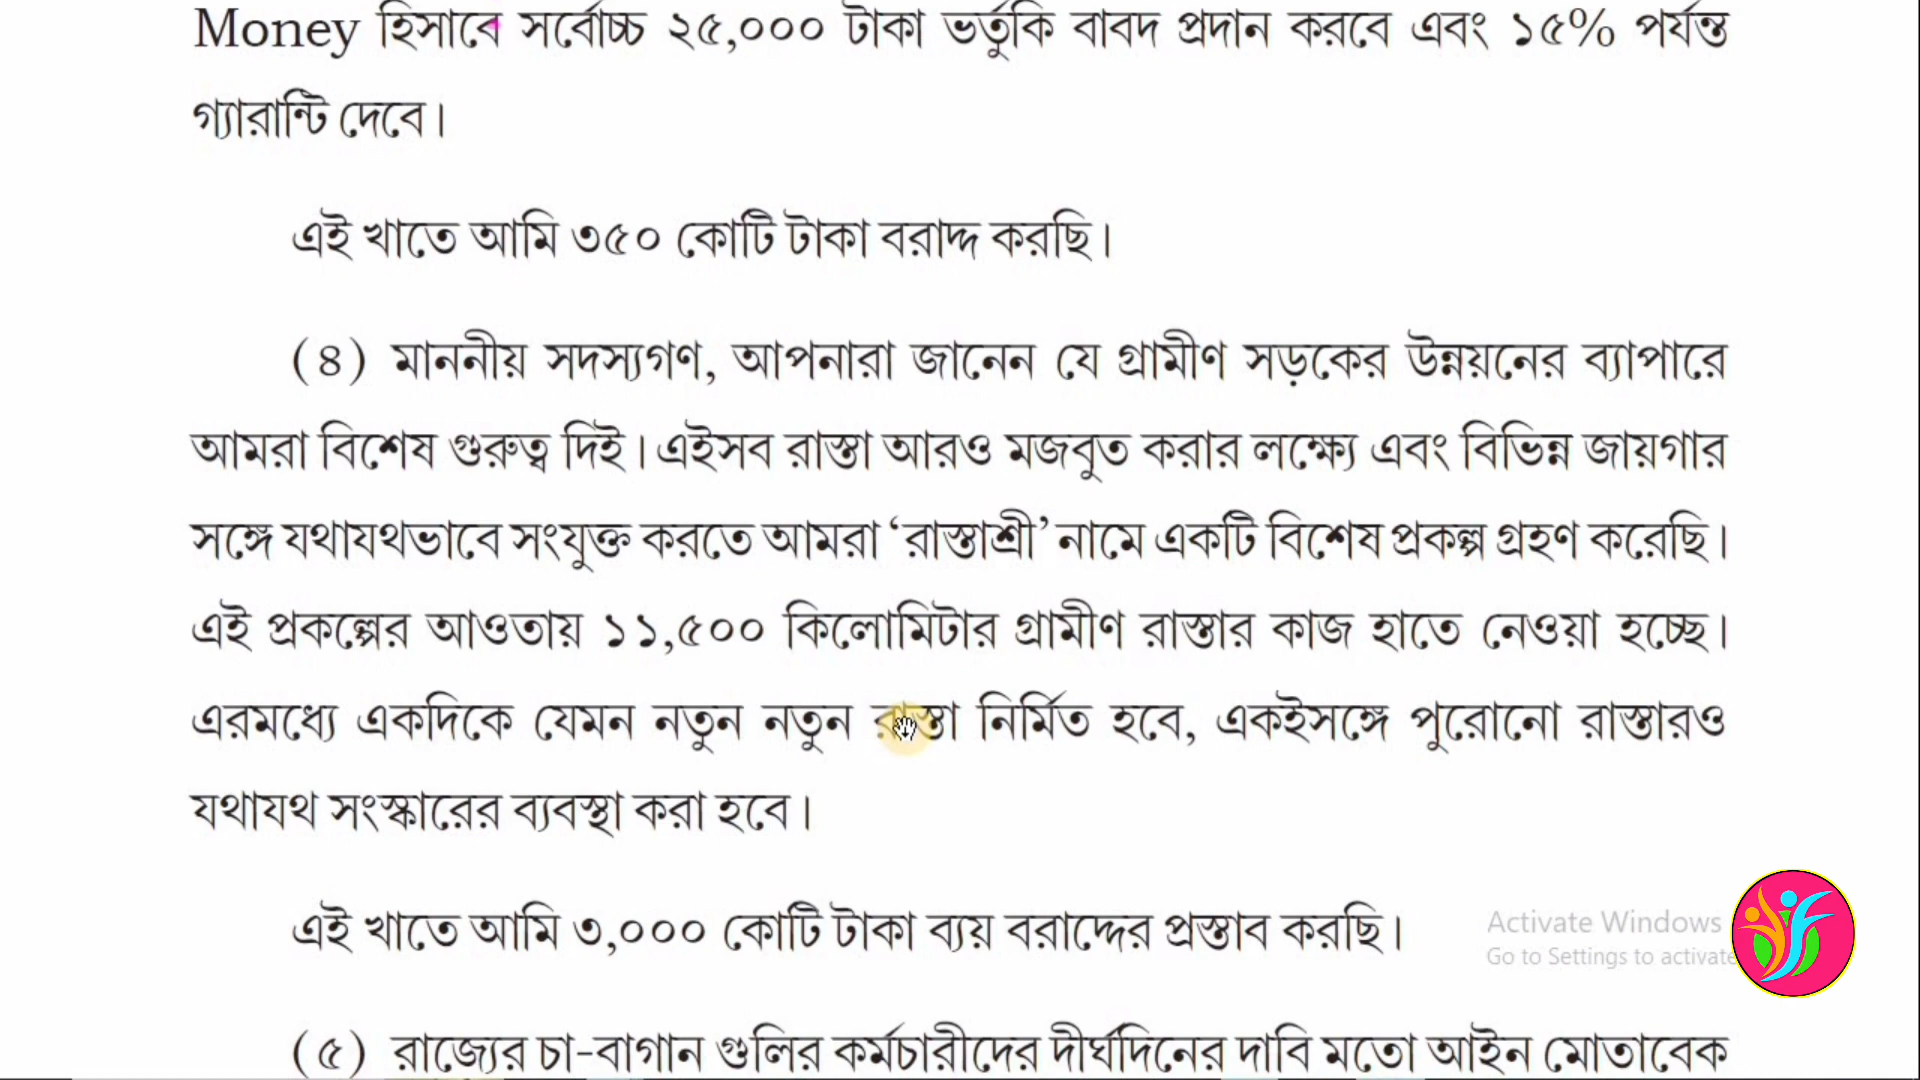 Money হিসাবে সর্বোচ্চ ২৫,০০০ টাকা ভর্তুকি বাবদ প্রদান করবে এবং ১৫% পর্যন্ত
গ্যারান্টি দেবে।
এই খাতে আমি ৩৫০ কোটি টাকা বরাদ্দ করছি।
(৪) মাননীয় সদস্যগণ, আপনারা জানেন যে গ্রামীণ সড়কের উন্নয়নের ব্যাপারে
আমরা বিশেষ গুরুত্ব দিই। এইসব রাস্তা আরও মজবুত করার লক্ষ্যে এবং বিভিন্ন জায়গার
সঙ্গে যথাযথভাবে সংযুক্ত করতে আমরা ‘রাস্তাশ্রী’ নামে একটি বিশেষ প্রকল্প গ্রহণ করেছি।
এই প্রকল্পের আওতায় ১১,৫০০ কিলোমিটার গ্রামীণ রাস্তার কাজ হাতে নেওয়া হচ্ছে।
এরমধ্যে একদিকে যেমন নতুন নতুন রাস্তা নির্মিত হবে, একইসঙ্গে পুরোনো রাস্তারও
যথাযথ সংস্কারের ব্যবস্থা করা হবে।
এই খাতে আমি ৩,০০০ কোটি টাকা ব্যয় বরাদ্দের প্রস্তাব করছি।
Activate Windows
Go to Settings to activate
(৫) রাজ্যের চা-বাগান গুলির কর্মচারীদের দীর্ঘদিনের দাবি মতো আইন মোতাবেক